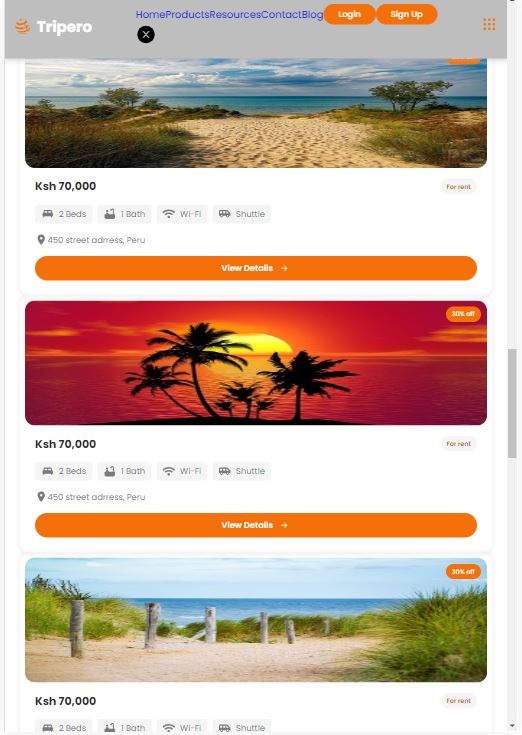 Tripero
HomeProductsResourcesContactBlog
Login
Sign Up
X
Ksh 70,000
For rent
2 Beds
1 Bath
Wi-Fi
Shuttle
450 street adrress, Peru
View Details →
30% off
Ksh 70,000
For rent
2 Beds
1 Bath
Wi-Fi
Shuttle
450 street adrress, Peru
View Details →
30% off
Ksh 70,000
For rent
2 Beds
1 Bath
Wi-Fi
Shuttle